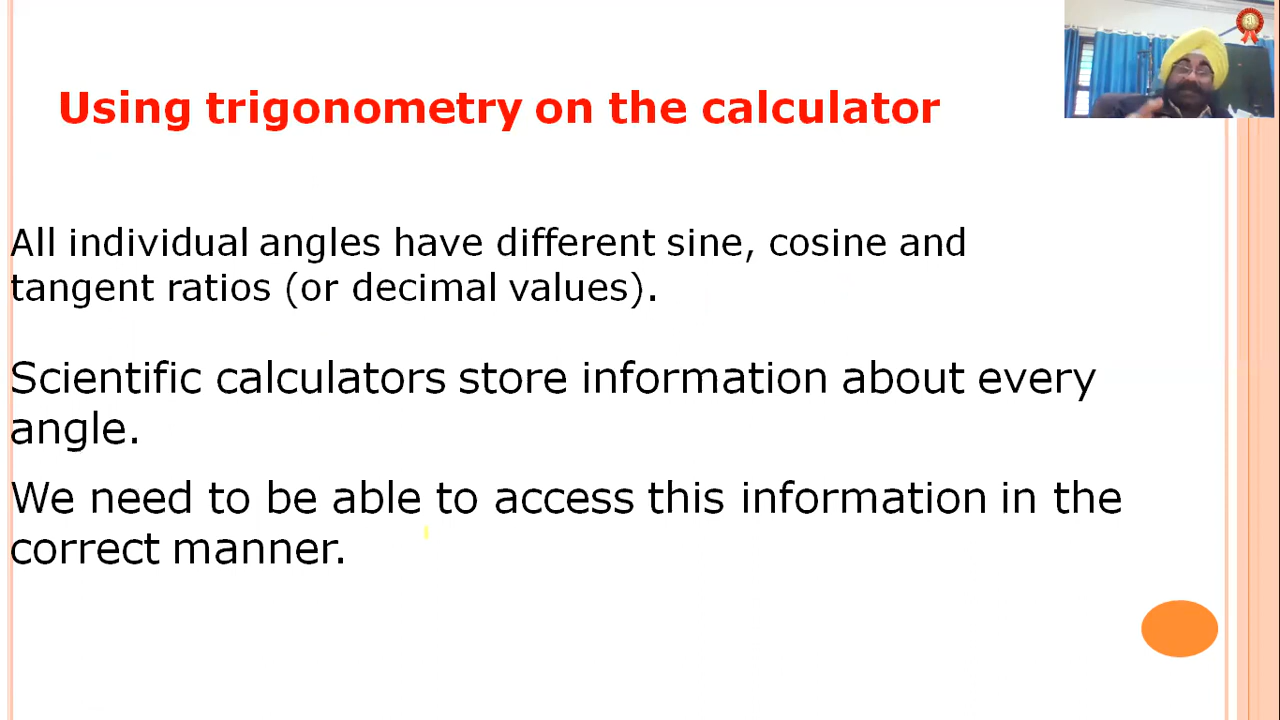 Using trigonometry on the calculator
All individual angles have different sine, cosine and
tangent ratios (or decimal values).
Scientific calculators store information about every
angle.
We need to be able to access this information in the
correct manner.